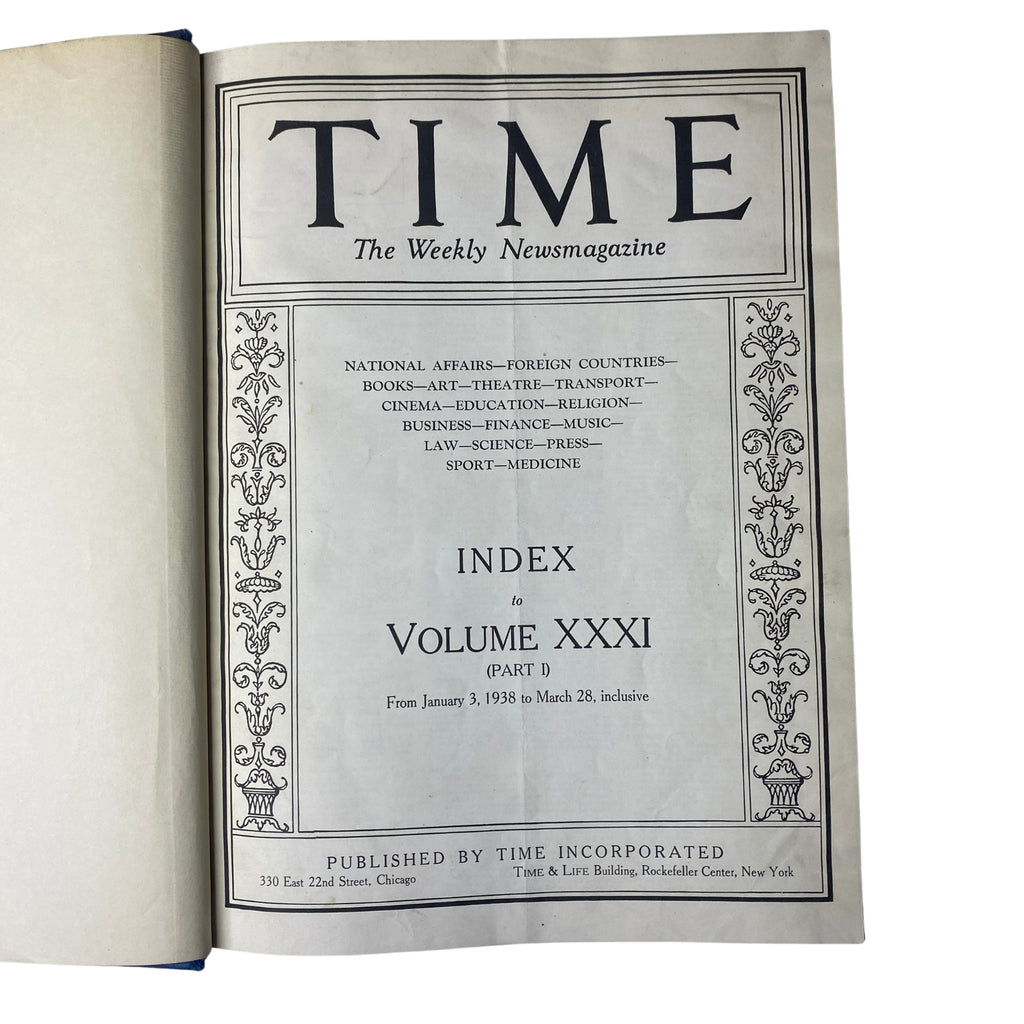 TIME
The Weekly Newsmagazine
NATIONAL AFFAIRS—FOREIGN COUNTRIES—
BOOKS—ART—THEATRE—TRANSPORT—
CINEMA—EDUCATION—RELIGION—
BUSINESS—FINANCE—MUSIC—
LAW—SCIENCE—PRESS—
SPORT—MEDICINE
INDEX
to
VOLUME XXXI
(PART I)
From January 3, 1938 to March 28, inclusive
PUBLISHED BY TIME INCORPORATED
330 East 22nd Street, Chicago
TIME & LIFE Building, Rockefeller Center, New York